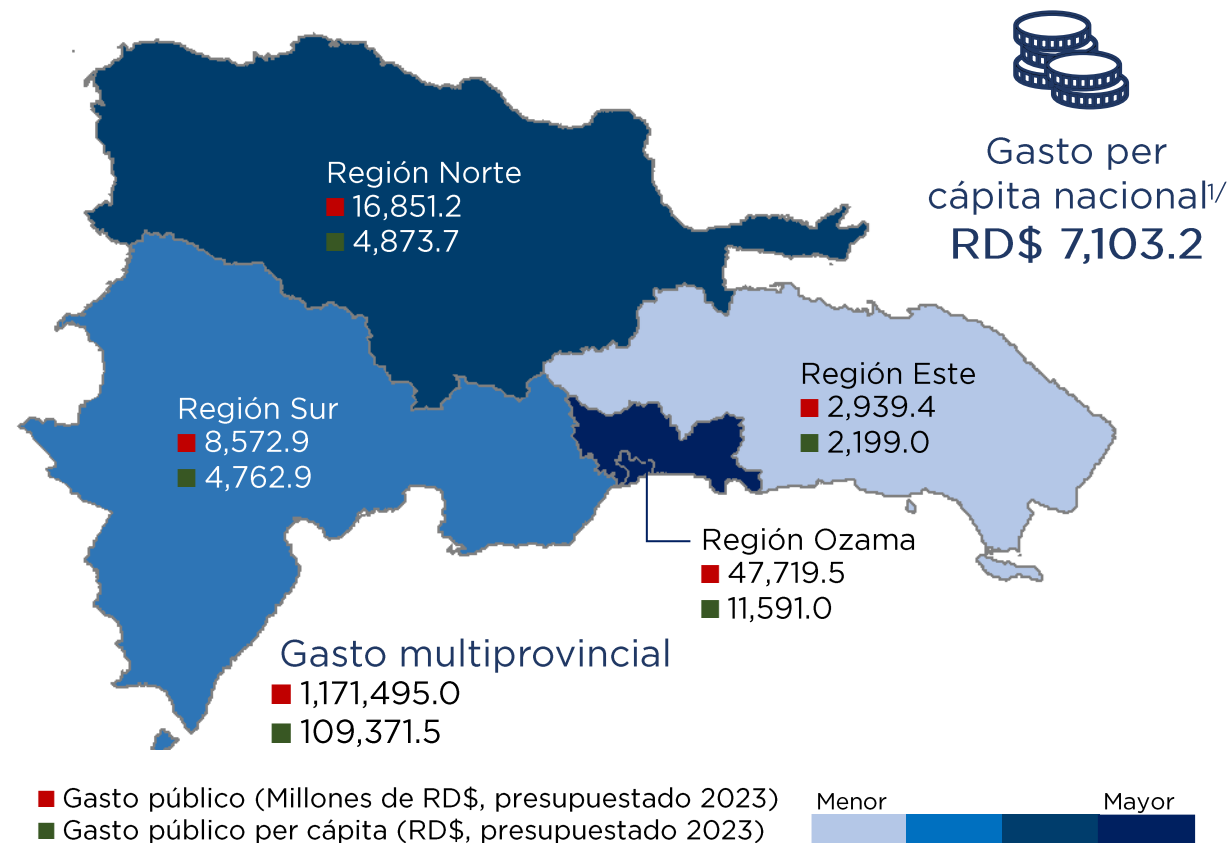 Gasto per
cápita nacional1/
RD$ 7,103.2
Región Norte
16,851.2
4,873.7
Región Este
2,939.4
2,199.0
Región Sur
8,572.9
4,762.9
Región Ozama
47,719.5
11,591.0
Gasto multiprovincial
1,171,495.0
109,371.5
Gasto público (Millones de RD$, presupuestado 2023)
Gasto público per cápita (RD$, presupuestado 2023)
Menor
Mayor